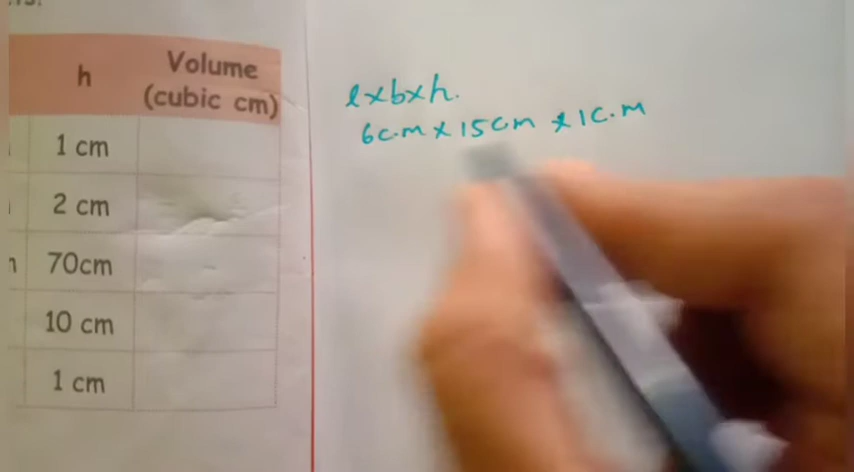 h
Volume
(cubic cm)
1 cm
2 cm
70cm
10 cm
1 cm
l×b×h.
6c.m × 15cm × 1c.m